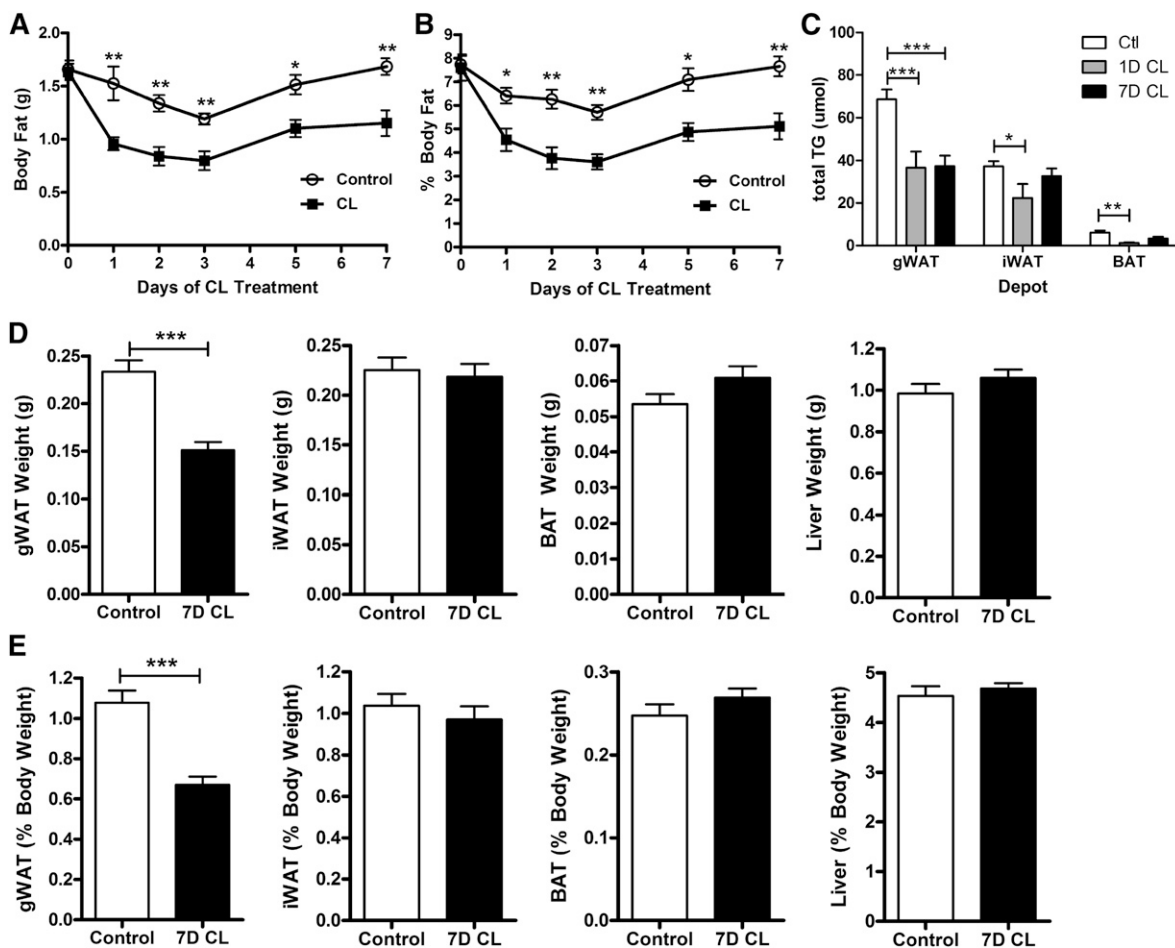 A
Body Fat (g)
2.0
1.5
1.0
0.5
0.0
** ** ** * **
Control
CL
0 1 2 3 4 5 6 7
Days of CL Treatment
B
% Body Fat
9
8
7
6
5
4
3
2
1
0
* ** ** * **
Control
CL
0 1 2 3 4 5 6 7
Days of CL Treatment
C
total TG (umol)
100
80
60
40
20
0
***
***
*
**
Ctl
1D CL
7D CL
gWAT iWAT BAT
Depot
D
gWAT Weight (g)
0.25
0.20
0.15
0.10
0.05
0.00
***
Control 7D CL
iWAT Weight (g)
0.25
0.20
0.15
0.10
0.05
0.00
Control 7D CL
BAT Weight (g)
0.07
0.06
0.05
0.04
0.03
0.02
0.01
0.00
Control 7D CL
Liver Weight (g)
1.2
1.0
0.8
0.6
0.4
0.2
0.0
Control 7D CL
E
gWAT (% Body Weight)
1.2
1.0
0.8
0.6
0.4
0.2
0.0
***
Control 7D CL
iWAT (% Body Weight)
1.2
1.0
0.8
0.6
0.4
0.2
0.0
Control 7D CL
BAT (% Body Weight)
0.3
0.2
0.1
0.0
Control 7D CL
Liver (% Body Weight)
5
4
3
2
1
0
Control 7D CL